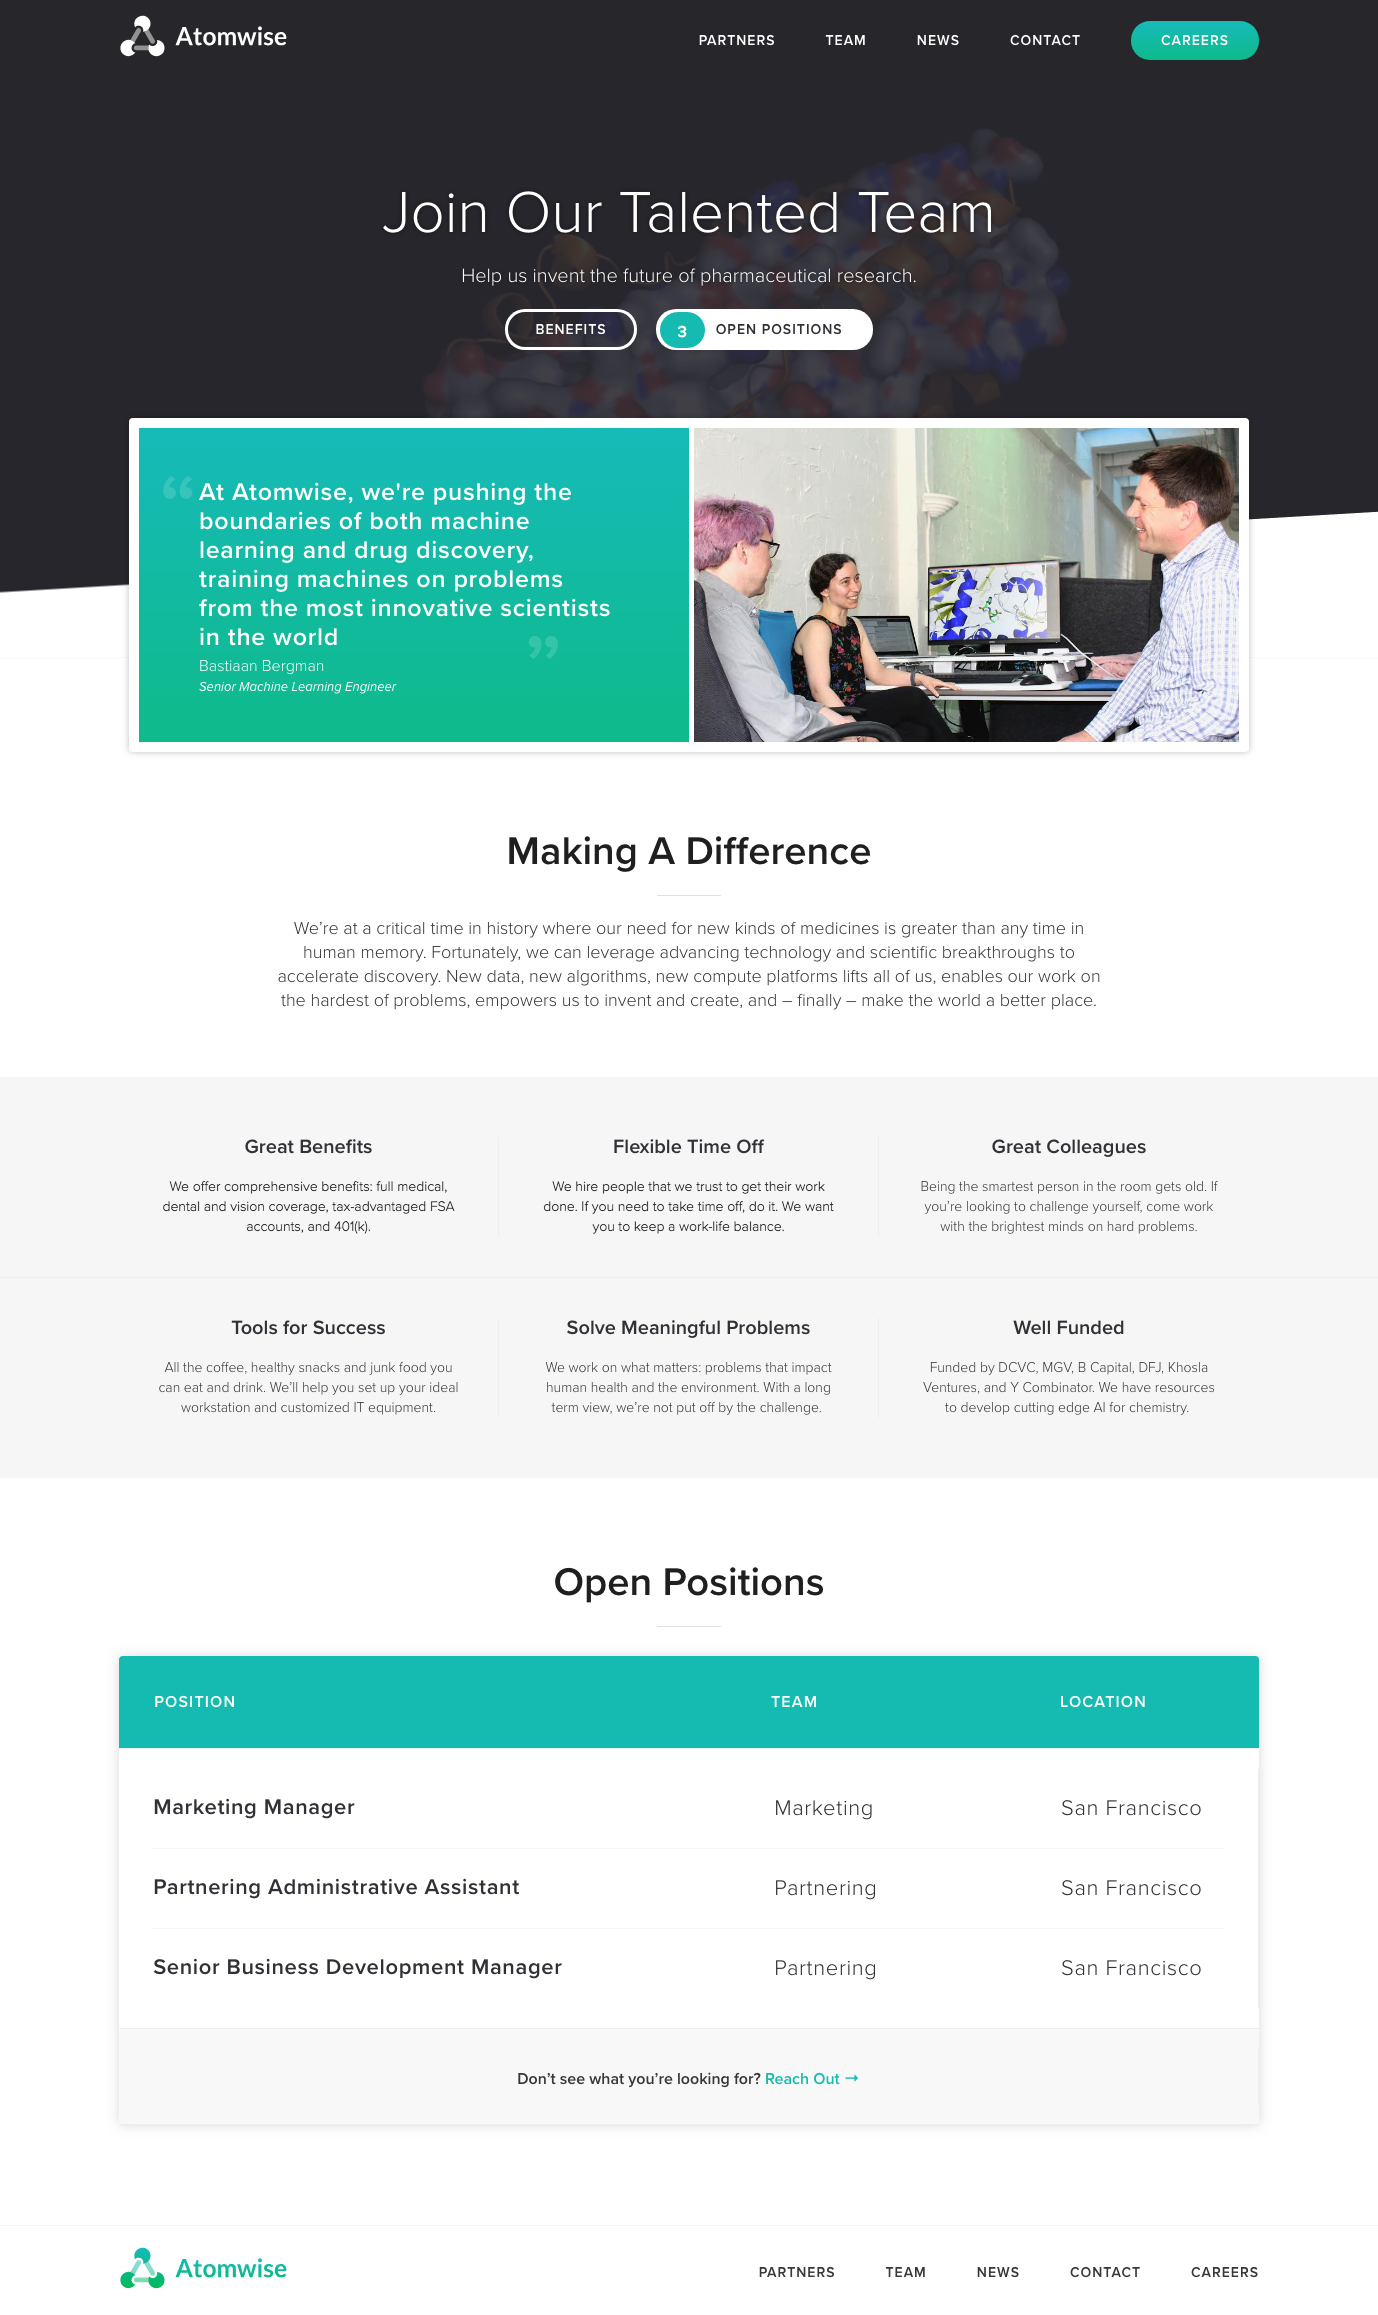 Atomwise
PARTNERS TEAM NEWS CONTACT CAREERS
Join Our Talented Team
Help us invent the future of pharmaceutical research.
BENEFITS
3 OPEN POSITIONS
“ At Atomwise, we're pushing the
boundaries of both machine
learning and drug discovery,
training machines on problems
from the most innovative scientists
in the world ”
Bastiaan Bergman
Senior Machine Learning Engineer
Making A Difference
We’re at a critical time in history where our need for new kinds of medicines is greater than any time in
human memory. Fortunately, we can leverage advancing technology and scientific breakthroughs to
accelerate discovery. New data, new algorithms, new compute platforms lifts all of us, enables our work on
the hardest of problems, empowers us to invent and create, and – finally – make the world a better place.
Great Benefits
We offer comprehensive benefits: full medical,
dental and vision coverage, tax-advantaged FSA
accounts, and 401(k).
Flexible Time Off
We hire people that we trust to get their work
done. If you need to take time off, do it. We want
you to keep a work-life balance.
Great Colleagues
Being the smartest person in the room gets old. If
you’re looking to challenge yourself, come work
with the brightest minds on hard problems.
Tools for Success
All the coffee, healthy snacks and junk food you
can eat and drink. We’ll help you set up your ideal
workstation and customized IT equipment.
Solve Meaningful Problems
We work on what matters: problems that impact
human health and the environment. With a long
term view, we’re not put off by the challenge.
Well Funded
Funded by DCVC, MGV, B Capital, DFJ, Khosla
Ventures, and Y Combinator. We have resources
to develop cutting edge AI for chemistry.
Open Positions
POSITION TEAM LOCATION
Marketing Manager Marketing San Francisco
Partnering Administrative Assistant Partnering San Francisco
Senior Business Development Manager Partnering San Francisco
Don’t see what you’re looking for? Reach Out →
Atomwise
PARTNERS TEAM NEWS CONTACT CAREERS